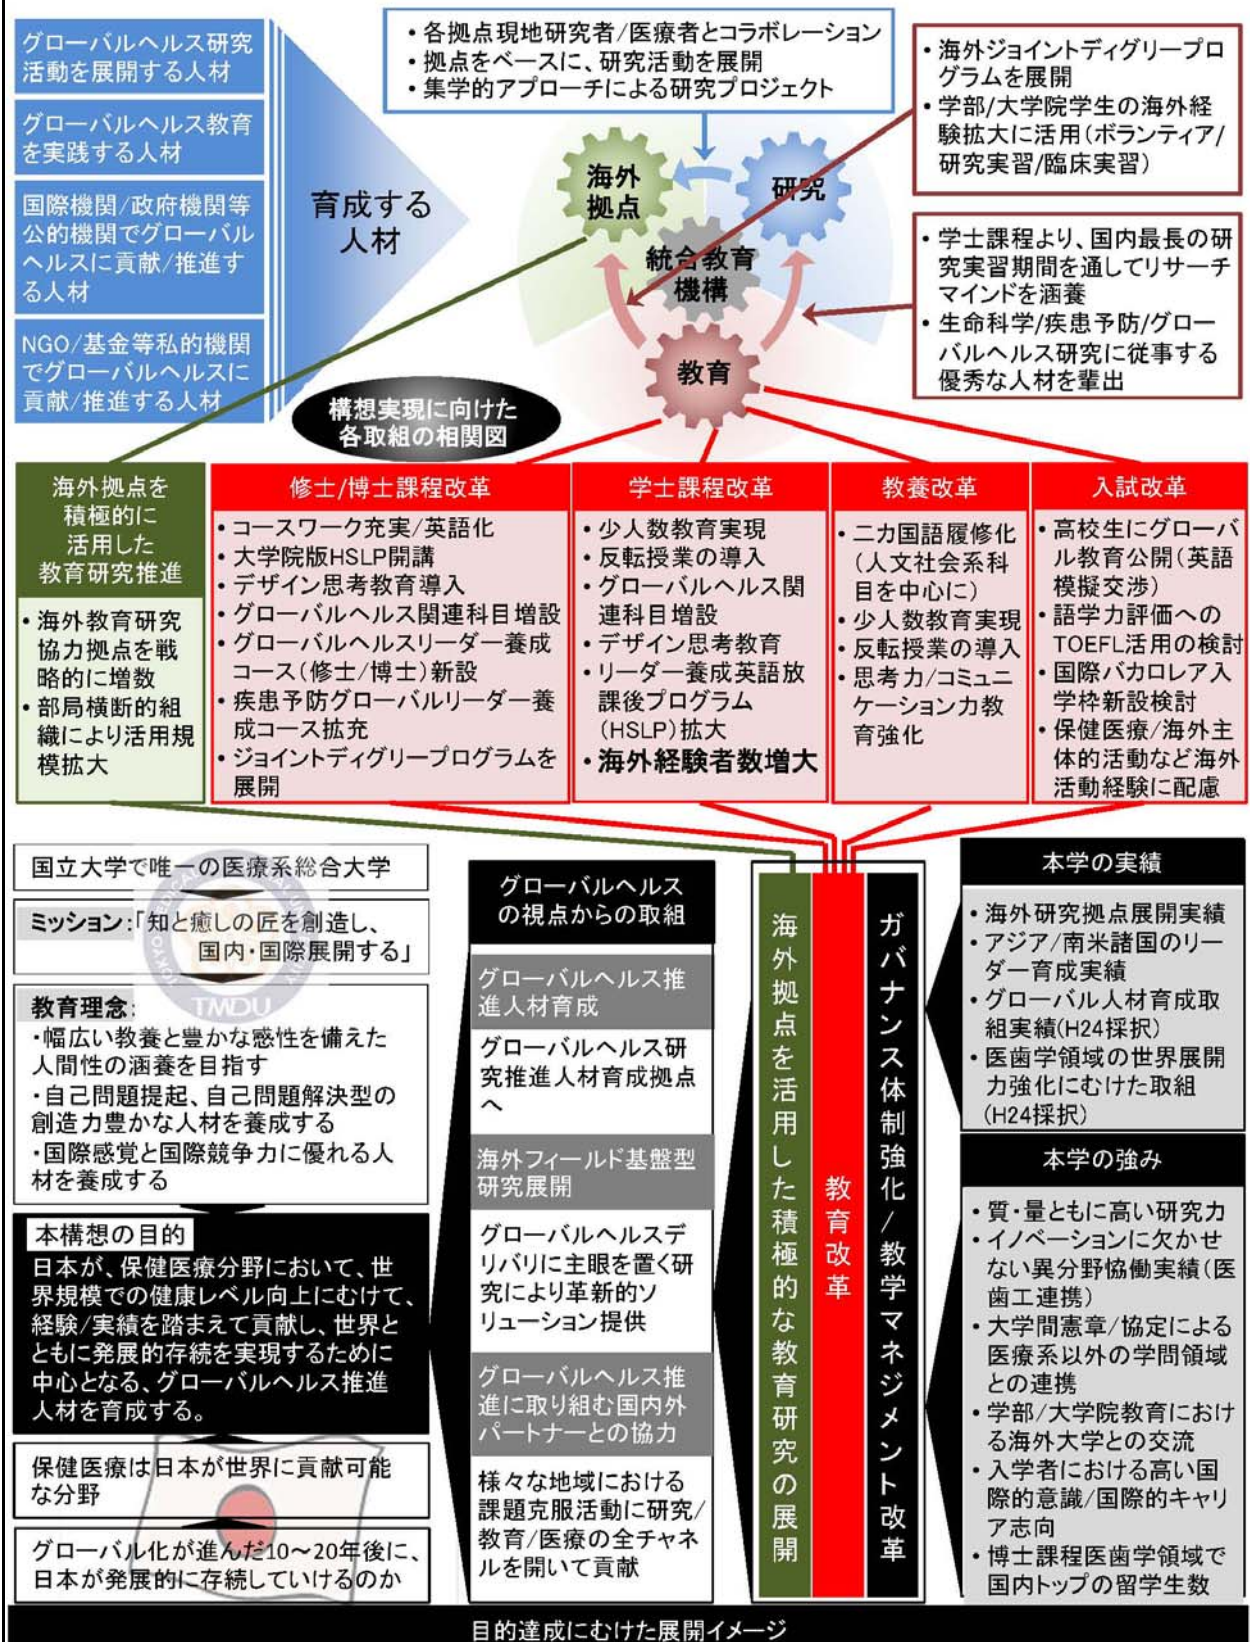 グローバルヘルス研究
活動を展開する人材
グローバルヘルス教育
を実践する人材
国際機関/政府機関等
公的機関でグローバル
ヘルスに貢献/推進す
る人材
NGO/基金等私的機関
でグローバルヘルスに
貢献/推進する人材
育成する
人材
・各拠点現地研究者/医療者とコラボレーション
・拠点をベースに、研究活動を展開
・集学的アプローチによる研究プロジェクト
・海外ジョイントディグリープロ
グラムを展開
・学部/大学院学生の海外経
験拡大に活用(ボランティア/
研究実習/臨床実習)
海外
拠点
研究
統合教育
機構
教育
・学士課程より、国内最長の研
究実習期間を通してリサーチ
マインドを涵養
・生命科学/疾患予防/グロー
バルヘルス研究に従事する
優秀な人材を輩出
構想実現に向けた
各取組の相関図
海外拠点を
積極的に
活用した
教育研究推進
・海外教育研究
協力拠点を戦
略的に増数
・部局横断的組
織により活用規
模拡大
修士/博士課程改革
・コースワーク充実/英語化
・大学院版HSLP開講
・デザイン思考教育導入
・グローバルヘルス関連科目増設
・グローバルヘルスリーダー養成
コース(修士/博士)新設
・疾患予防グローバルリーダー養
成コース拡充
・ジョイントディグリープログラムを
展開
学士課程改革
・少人数教育実現
・反転授業の導入
・グローバルヘルス関
連科目増設
・デザイン思考教育
・リーダー養成英語放
課後プログラム
(HSLP)拡大
・海外経験者数増大
教養改革
・二カ国語履修化
(人文社会系科
目を中心に)
・少人数教育実現
・反転授業の導入
・思考力/コミュニ
ケーション力教
育強化
入試改革
・高校生にグローバ
ル教育公開(英語
模擬交渉)
・語学力評価への
TOEFL活用の検討
・国際バカロレア入
学枠新設検討
・保健医療/海外主
体的活動など海外
活動経験に配慮
国立大学で唯一の医療系総合大学
ミッション:「知と癒しの匠を創造し、
国内・国際展開する」
TMDU
教育理念:
・幅広い教養と豊かな感性を備えた
人間性の涵養を目指す
・自己問題提起、自己問題解決型の
創造力豊かな人材を養成する
・国際感覚と国際競争力に優れる人
材を養成する
本構想の目的
日本が、保健医療分野において、世
界規模での健康レベル向上にむけて、
経験/実績を踏まえて貢献し、世界と
ともに発展的存続を実現するために
中心となる、グローバルヘルス推進
人材を育成する。
保健医療は日本が世界に貢献可能
な分野
グローバル化が進んだ10～20年後に、
日本が発展的に存続していけるのか
グローバルヘルス
の視点からの取組
グローバルヘルス推
進人材育成
グローバルヘルス研
究推進人材育成拠点
へ
海外フィールド基盤型
研究展開
グローバルヘルスデ
リバリに主眼を置く研
究により革新的ソ
リューション提供
グローバルヘルス推
進に取り組む国内外
パートナーとの協力
様々な地域における
課題克服活動に研究/
教育/医療の全チャネ
ルを開いて貢献
海外拠点を活用した積極的な教育研究の展開
教育改革
ガバナンス体制強化/教学マネジメント改革
本学の実績
・海外研究拠点展開実績
・アジア/南米諸国のリー
ダー育成実績
・グローバル人材育成取
組実績(H24採択)
・医歯学領域の世界展開
力強化にむけた取組
(H24採択)
本学の強み
・質・量ともに高い研究力
・イノベーションに欠かせ
ない異分野協働実績(医
歯工連携)
・大学間憲章/協定による
医療系以外の学問領域
との連携
・学部/大学院教育におけ
る海外大学との交流
・入学者における高い国
際的意識/国際的キャリ
ア志向
・博士課程医歯学領域で
国内トップの留学生数
目的達成にむけた展開イメージ